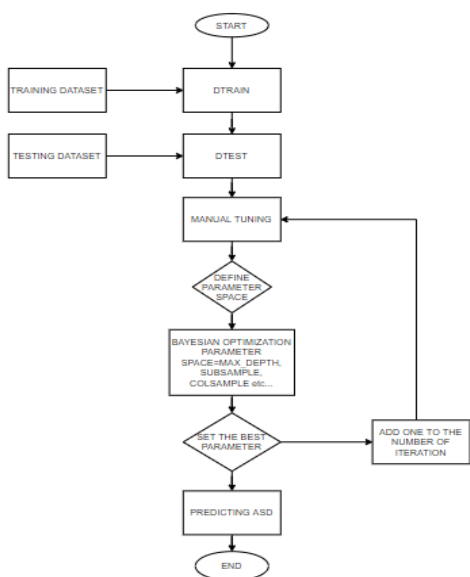 START
TRAINING DATASET
DTRAIN
TESTING DATASET
DTEST
MANUAL TUNING
DEFINE
PARAMETER
SPACE
BAYESIAN OPTIMIZATION
PARAMETER
SPACE=MAX_DEPTH,
SUBSAMPLE,
COLSAMPLE etc...
SET THE BEST
PARAMETER
ADD ONE TO THE
NUMBER OF
ITERATION
PREDICTING ASD
END